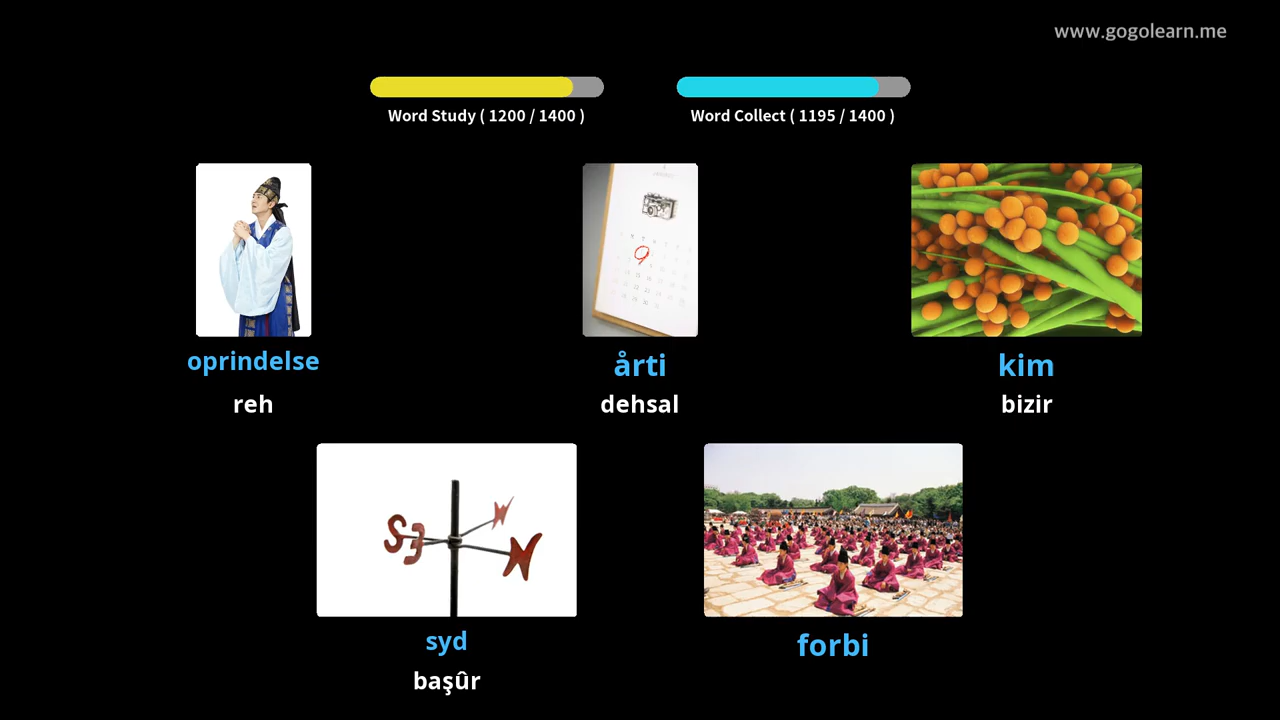 www.gogolearn.me
Word Study ( 1200 / 1400 )
Word Collect ( 1195 / 1400 )
oprindelse
reh
årti
dehsal
kim
bizir
syd
başûr
forbi